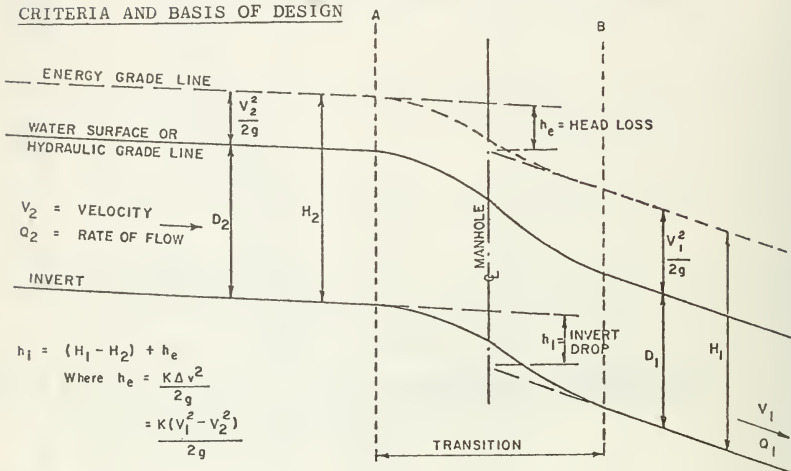 CRITERIA AND BASIS OF DESIGN
A
B
ENERGY GRADE LINE
V₂²
2g
hₑ = HEAD LOSS
WATER SURFACE OR
HYDRAULIC GRADE LINE
V₂ = VELOCITY
Q₂ = RATE OF FLOW
D₂
H₂
MANHOLE
℄
V₁²
2g
INVERT
h₁ = INVERT
DROP
D₁
H₁
hᵢ = (H₁ - H₂) + hₑ
Where hₑ = KΔv²
2g
= K(V₁² - V₂²)
2g
V₁
Q₁
TRANSITION